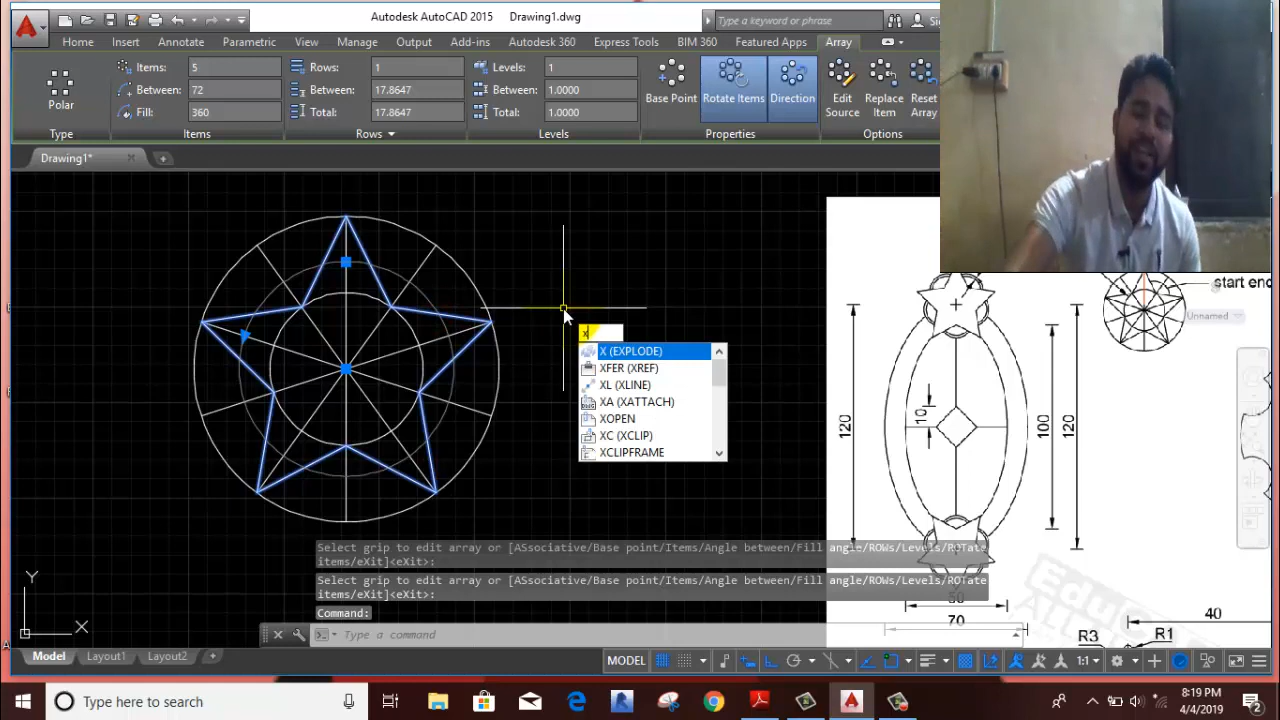 Autodesk AutoCAD 2015 Drawing1.dwg
Type a keyword or phrase
Home Insert Annotate Parametric View Manage Output Add-ins Autodesk 360 Express Tools BIM 360 Featured Apps Array
Items: 5 Rows: 1 Levels: 1
Between: 72 Between: 17.8647 Between: 1.0000
Fill: 360 Total: 17.8647 Total: 1.0000
Polar
Base Point Rotate Items Direction Edit Source Replace Item Reset Array
Type Items Rows Levels Properties Options
Drawing1*
start end
Unnamed
x
X (EXPLODE)
XFER (XREF)
XL (XLINE)
XA (XATTACH)
XOPEN
XC (XCLIP)
XCLIPFRAME
120
10
100
120
50
70
40
R3
R1
Select grip to edit array or [ASsociative/Base point/Items/Angle between/Fill angle/ROWs/Levels/ROTate
items/eXit]<eXit>:
Select grip to edit array or [ASsociative/Base point/Items/Angle between/Fill angle/ROWs/Levels/ROTate
items/eXit]<eXit>:
Command:
Type a command
Y
X
Model Layout1 Layout2
MODEL 1:1
Type here to search
8:19 PM
4/4/2019
2